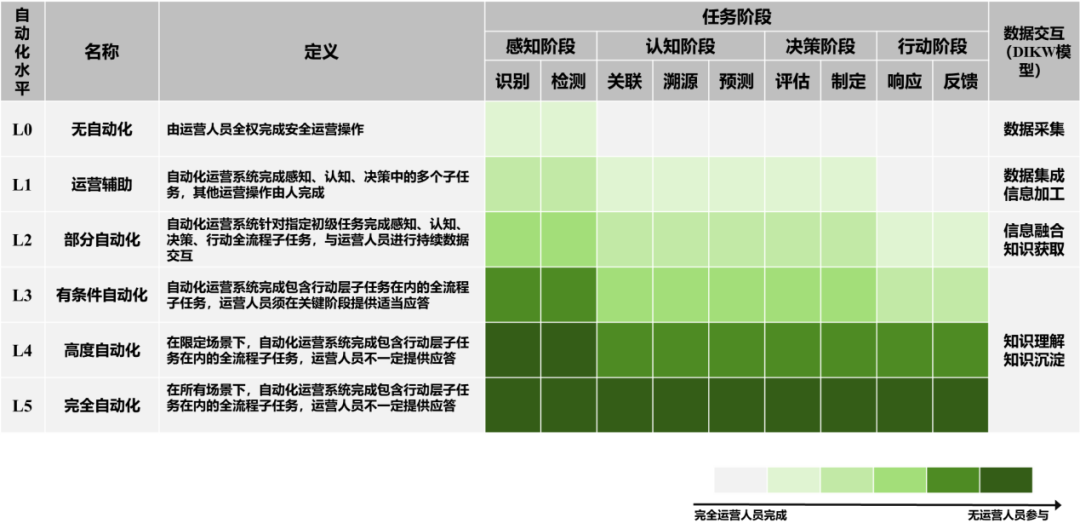 自动化水平
名称
定义
任务阶段
数据交互
（DIKW模
型）
感知阶段
认知阶段
决策阶段
行动阶段
识别
检测
关联
溯源
预测
评估
制定
响应
反馈
L0
无自动化
由运营人员全权完成安全运营操作
数据采集
L1
运营辅助
自动化运营系统完成感知、认知、决策中的多个子任
务，其他运营操作由人完成
数据集成
信息加工
L2
部分自动化
自动化运营系统针对指定初级任务完成感知、认知、
决策、行动全流程子任务，与运营人员进行持续数据
交互
信息融合
知识获取
L3
有条件自动化
自动化运营系统完成包含行动层子任务在内的全流程
子任务，运营人员须在关键阶段提供适当应答
L4
高度自动化
在限定场景下，自动化运营系统完成包含行动层子任
务在内的全流程子任务，运营人员不一定提供应答
知识理解
知识沉淀
L5
完全自动化
在所有场景下，自动化运营系统完成包含行动层子任
务在内的全流程子任务，运营人员不一定提供应答
完全运营人员完成
无运营人员参与